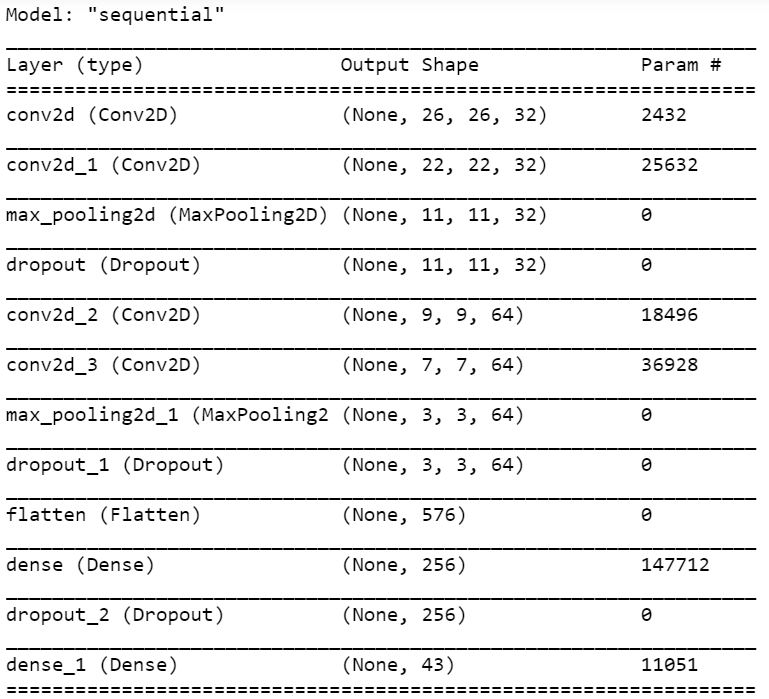 Model: "sequential"
Layer (type) Output Shape Param #
conv2d (Conv2D) (None, 26, 26, 32) 2432
conv2d_1 (Conv2D) (None, 22, 22, 32) 25632
max_pooling2d (MaxPooling2D) (None, 11, 11, 32) 0
dropout (Dropout) (None, 11, 11, 32) 0
conv2d_2 (Conv2D) (None, 9, 9, 64) 18496
conv2d_3 (Conv2D) (None, 7, 7, 64) 36928
max_pooling2d_1 (MaxPooling2 (None, 3, 3, 64) 0
dropout_1 (Dropout) (None, 3, 3, 64) 0
flatten (Flatten) (None, 576) 0
dense (Dense) (None, 256) 147712
dropout_2 (Dropout) (None, 256) 0
dense_1 (Dense) (None, 43) 11051